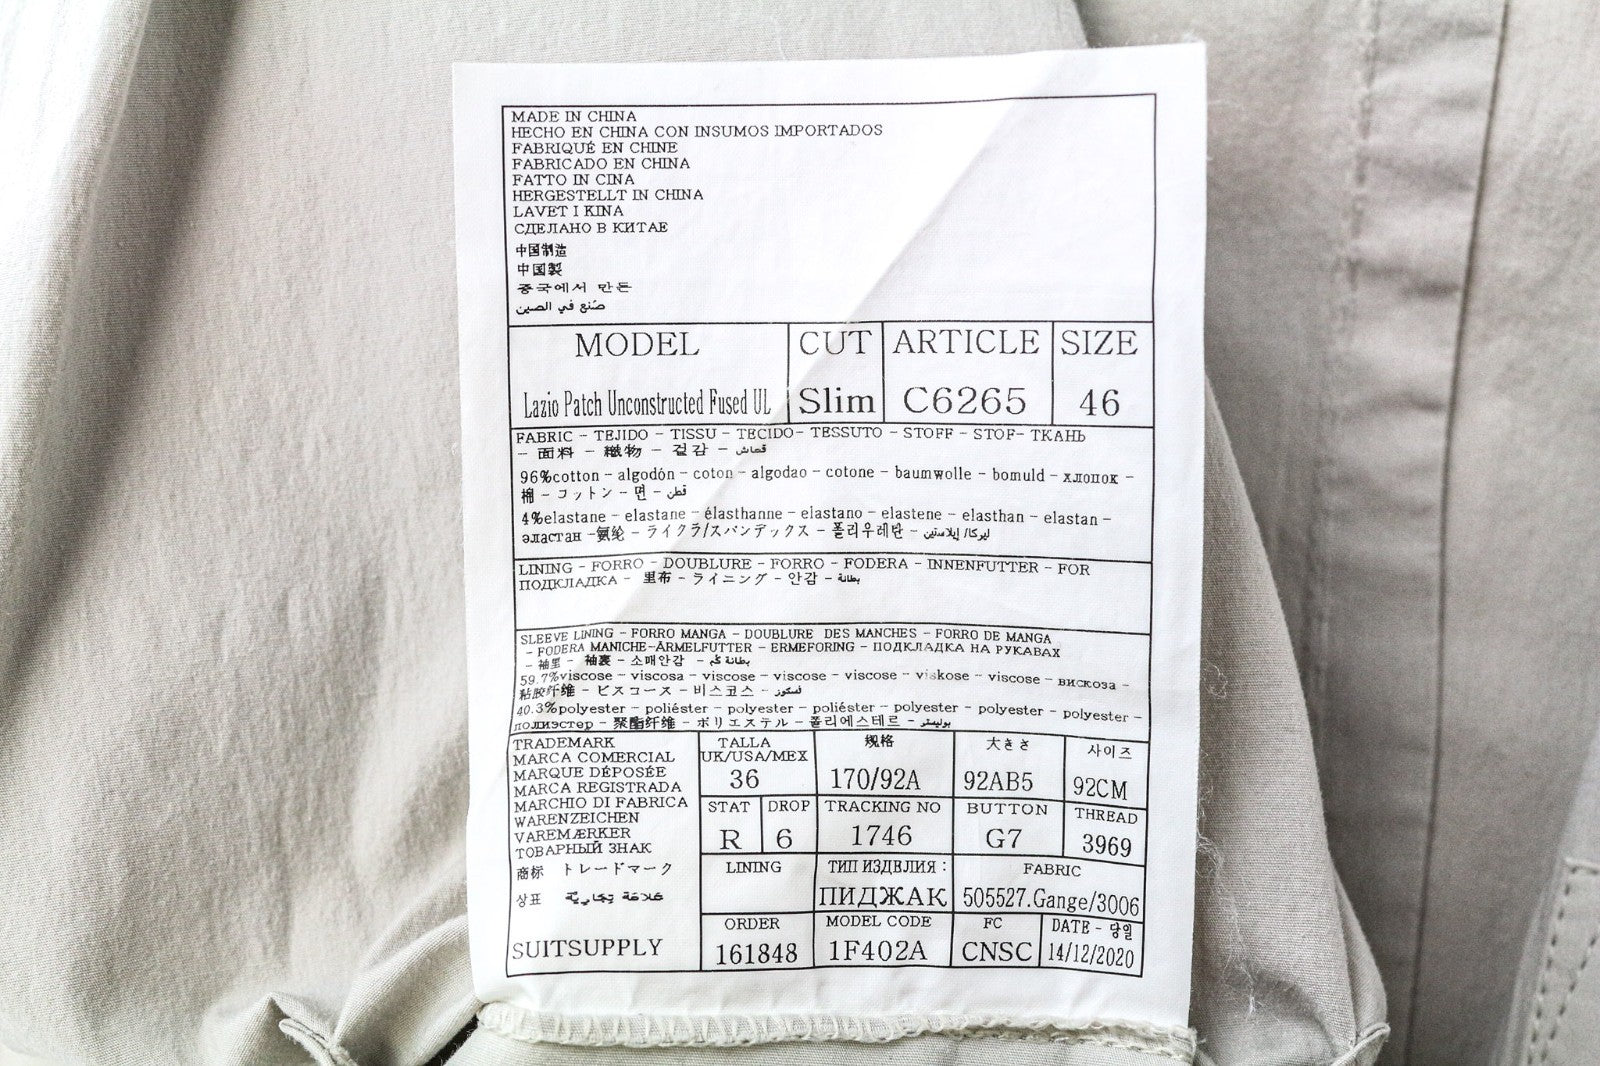 MADE IN CHINA
HECHO EN CHINA CON INSUMOS IMPORTADOS
FABRIQUÉ EN CHINE
FABRICADO EN CHINA
FATTO IN CINA
HERGESTELLT IN CHINA
LAVET I KINA
СДЕЛАНО В КИТАЕ
中国制造
中国製
중국에서 만든
صنع في الصين
MODEL CUT ARTICLE SIZE
Lazio Patch Unconstructed Fused UL Slim C6265 46
FABRIC - TEJIDO - TISSU - TECIDO- TESSUTO - STOFF - STOF- ТКАНЬ
- 面料 - 織物 - 겉감 - قماش
96%cotton - algodón - coton - algodao - cotone - baumwolle - bomuld - хлопок -
棉 - コットン - 면 - قطن
4%elastane - elastane - élasthanne - elastano - elastene - elasthan - elastan -
эластан -氨纶 - ライクラ/スパンデックス - 폴리우레탄 - ليركا/ إيلاستين
LINING - FORRO - DOUBLURE - FORRO - FODERA - INNENFUTTER - FOR
ПОДКЛАДКА - 里布 - ライニング - 안감 - بطانة
SLEEVE LINING - FORRO MANGA - DOUBLURE DES MANCHES - FORRO DE MANGA
- FODERA MANICHE-ÄRMELFUTTER - ERMEFORING - ПОДКЛАДКА НА РУКАВАХ
- 袖里 - 袖裏 - 소매안감 - بطانة كم
59.7%viscose - viscosa - viscose - viscose - viscose - viskose - viscose - вискоза -
粘胶纤维 - ビスコース - 비스코스 - فسكوز
40.3%polyester - poliéster - polyester - poliéster - polyester - polyester - polyester -
полиэстер - 聚酯纤维 - ポリエステル - 폴리에스테르 - بوليستر
TRADEMARK
MARCA COMERCIAL
MARQUE DÉPOSÉE
MARCA REGISTRADA
MARCHIO DI FABRICA
WARENZEICHEN
VAREMÆRKER
ТОВАРНЫЙ ЗНАК
商标 トレードマーク
상표 علامة تجارية
SUITSUPPLY
TALLA 规格 大きさ 사이즈
UK/USA/MEX
36 170/92A 92AB5 92CM
STAT DROP TRACKING NO BUTTON THREAD
R 6 1746 G7 3969
LINING ТИП ИЗДЕЛИЯ : FABRIC
ПИДЖАК 505527.Gange/3006
ORDER MODEL CODE FC DATE - 당일
161848 1F402A CNSC 14/12/2020